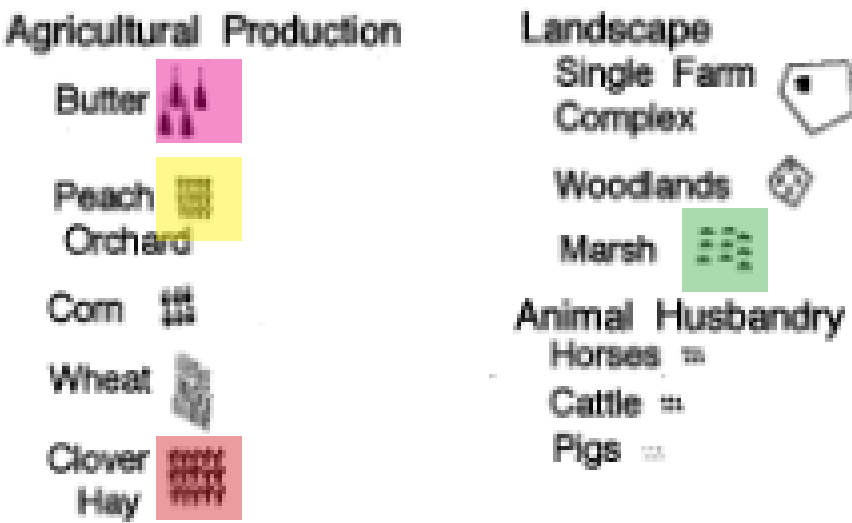 Agricultural Production
Butter
Peach
Orchard
Corn
Wheat
Clover
Hay
Landscape
Single Farm
Complex
Woodlands
Marsh
Animal Husbandry
Horses
Cattle
Pigs